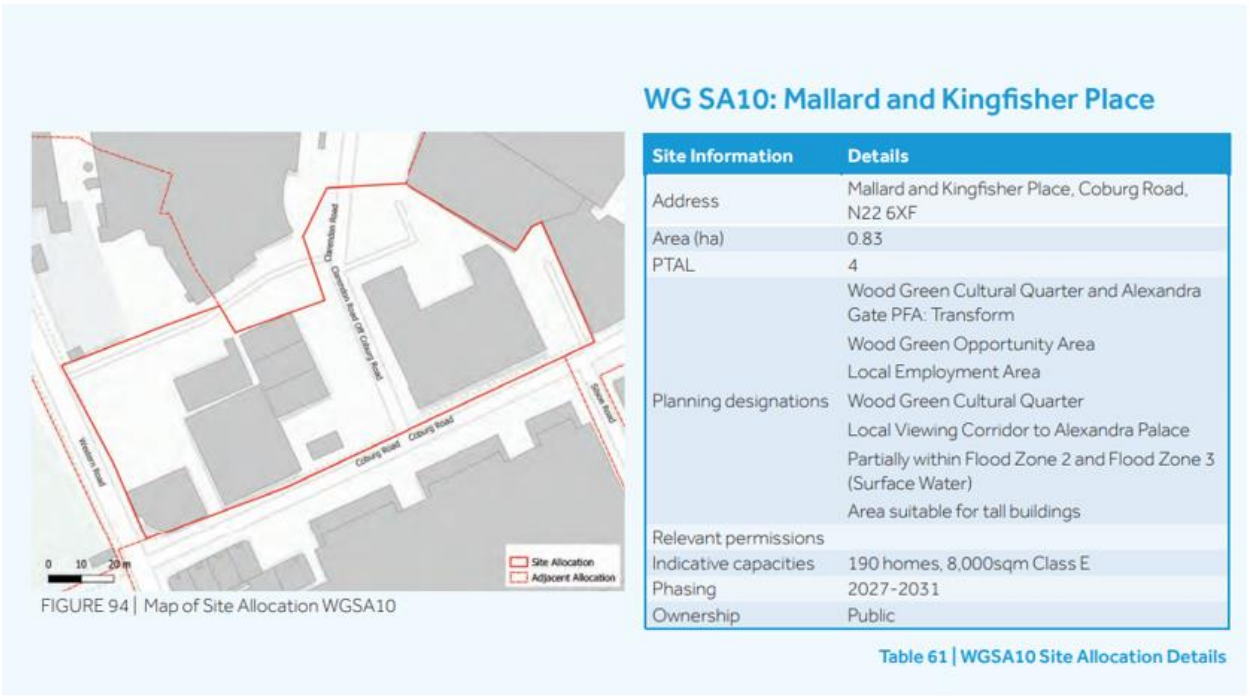 WG SA10: Mallard and Kingfisher Place
Site Information Details
Address Mallard and Kingfisher Place, Coburg Road,
N22 6XF
Area (ha) 0.83
PTAL 4
Planning designations
Wood Green Cultural Quarter and Alexandra
Gate PFA: Transform
Wood Green Opportunity Area
Local Employment Area
Wood Green Cultural Quarter
Local Viewing Corridor to Alexandra Palace
Partially within Flood Zone 2 and Flood Zone 3
(Surface Water)
Area suitable for tall buildings
Relevant permissions
Indicative capacities 190 homes, 8,000sqm Class E
Phasing 2027-2031
Ownership Public
Table 61 | WGSA10 Site Allocation Details
Clarendon Road
Clarendon Road Off Coburg Road
Coburg Road Coburg Road
Western Road
Silsoe Road
0 10 20 m
Site Allocation
Adjacent Allocation
FIGURE 94 | Map of Site Allocation WGSA10